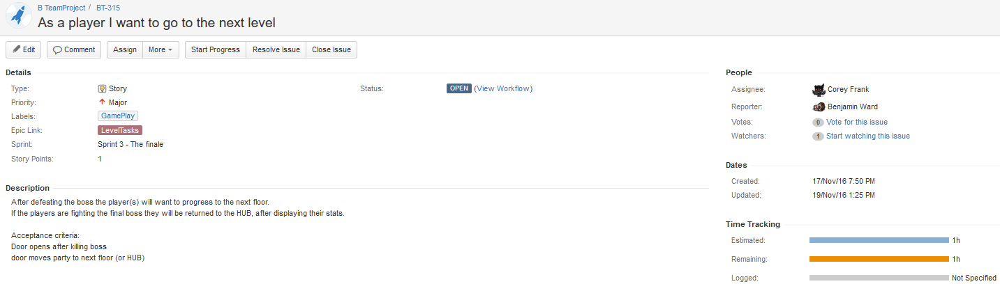 B TeamProject / BT-315
As a player I want to go to the next level
Edit Comment Assign More Start Progress Resolve Issue Close Issue
Details
Type: Story
Status: OPEN (View Workflow)
Priority: Major
Labels: GamePlay
Epic Link: LevelTasks
Sprint: Sprint 3 - The finale
Story Points: 1
Description
After defeating the boss the player(s) will want to progress to the next floor.
If the players are fighting the final boss they will be returned to the HUB, after displaying their stats.
Acceptance criteria:
Door opens after killing boss
door moves party to next floor (or HUB)
People
Assignee: Corey Frank
Reporter: Benjamin Ward
Votes: 0 Vote for this issue
Watchers: 1 Start watching this issue
Dates
Created: 17/Nov/16 7:50 PM
Updated: 19/Nov/16 1:25 PM
Time Tracking
Estimated: 1h
Remaining: 1h
Logged: Not Specified